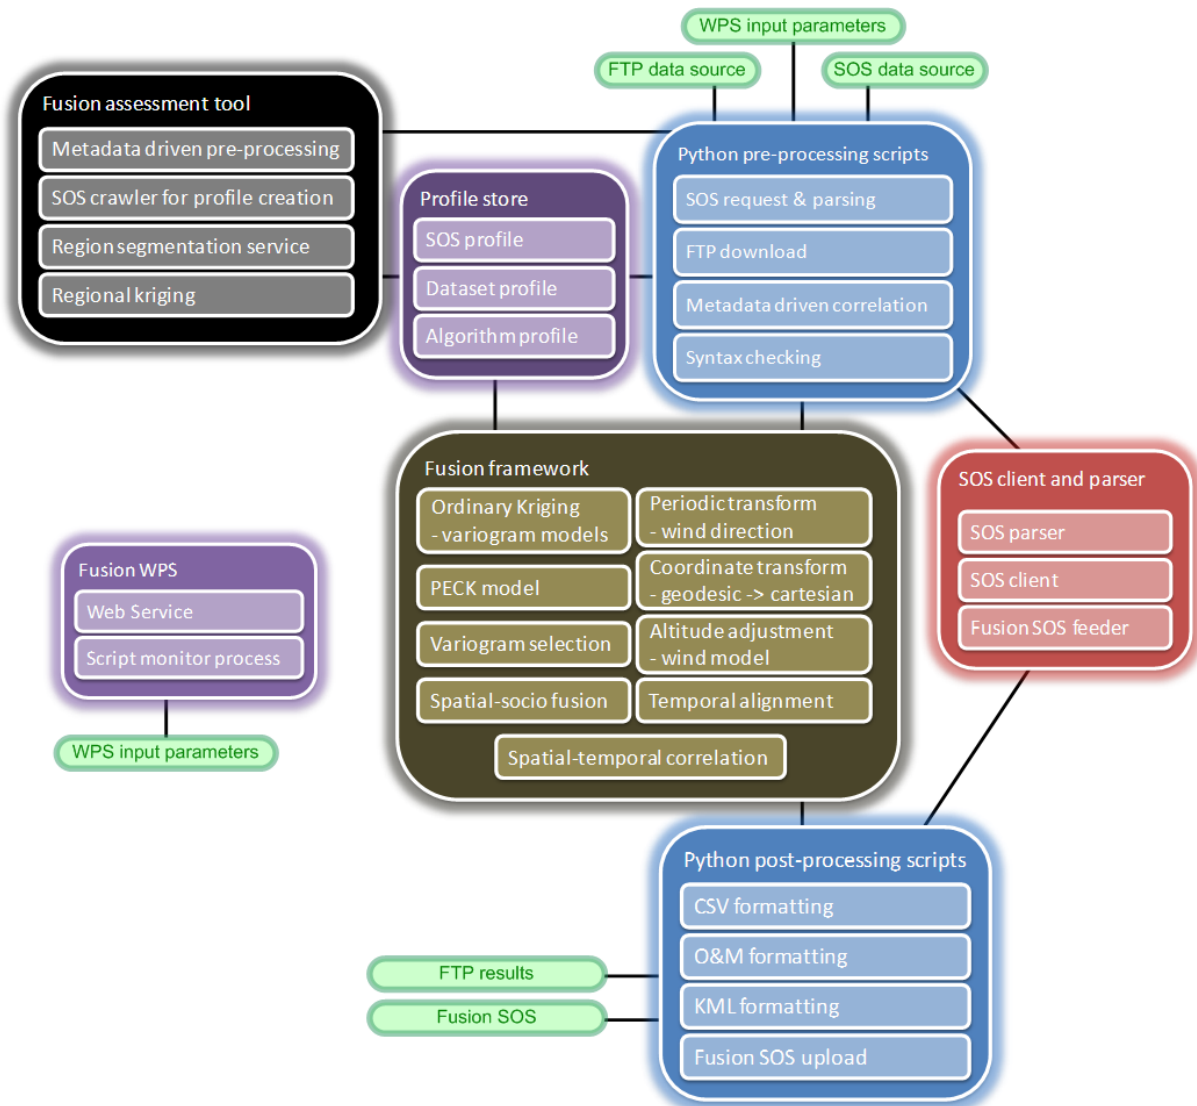 WPS input parameters
FTP data source
SOS data source
Fusion assessment tool
Metadata driven pre-processing
SOS crawler for profile creation
Region segmentation service
Regional kriging
Profile store
SOS profile
Dataset profile
Algorithm profile
Python pre-processing scripts
SOS request & parsing
FTP download
Metadata driven correlation
Syntax checking
Fusion framework
Ordinary Kriging
- variogram models
PECK model
Variogram selection
Spatial-socio fusion
Periodic transform
- wind direction
Coordinate transform
- geodesic -> cartesian
Altitude adjustment
- wind model
Temporal alignment
Spatial-temporal correlation
SOS client and parser
SOS parser
SOS client
Fusion SOS feeder
Fusion WPS
Web Service
Script monitor process
WPS input parameters
Python post-processing scripts
CSV formatting
O&M formatting
KML formatting
Fusion SOS upload
FTP results
Fusion SOS